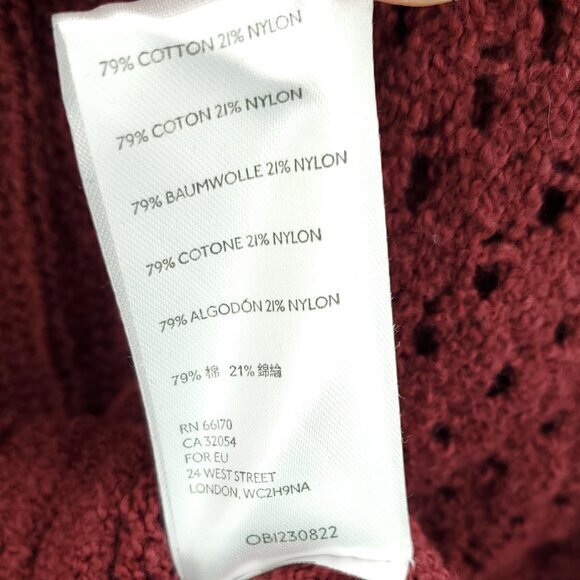 79% COTTON 21% NYLON
79% COTON 21% NYLON
79% BAUMWOLLE 21% NYLON
79% COTONE 21% NYLON
79% ALGODÓN 21% NYLON
79% 棉 21% 錦綸
RN 66170
CA 32054
FOR EU
24 WEST STREET
LONDON, WC2H9NA
OB1230822